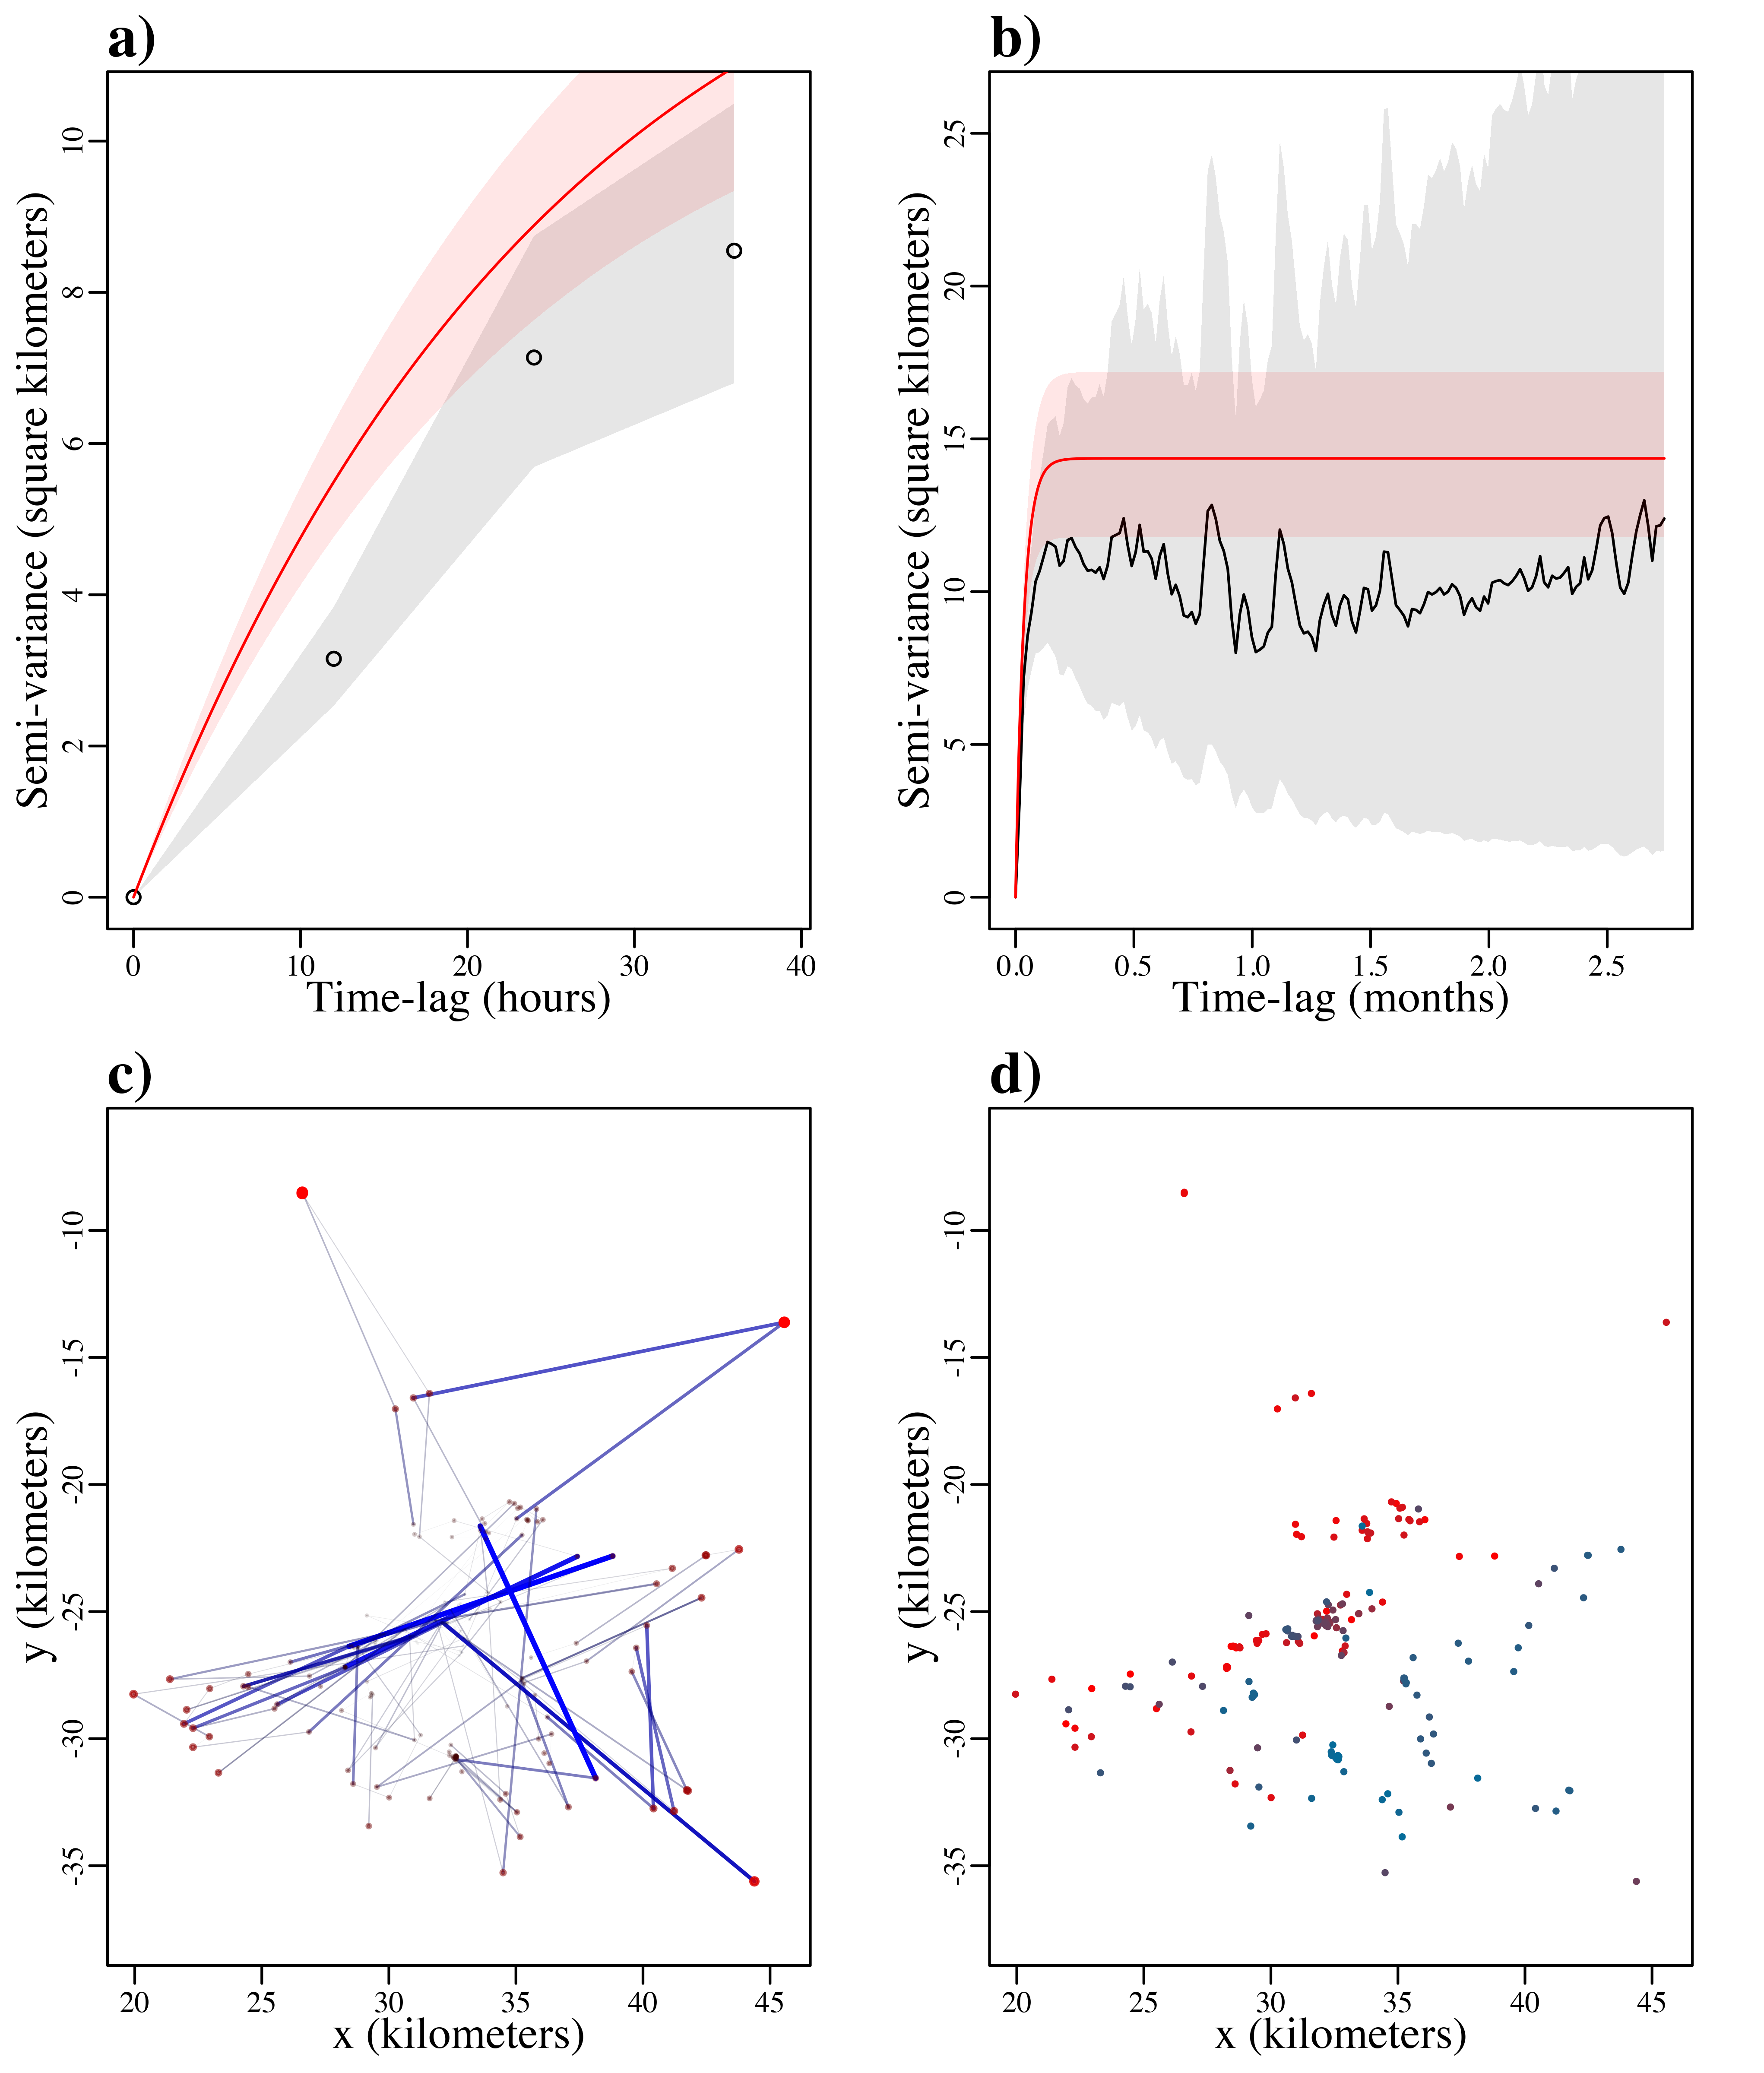 a)
Semi-variance (square kilometers)
0 2 4 6 8 10
0 10 20 30 40
Time-lag (hours)
b)
Semi-variance (square kilometers)
0 5 10 15 20 25
0.0 0.5 1.0 1.5 2.0 2.5
Time-lag (months)
c)
y (kilometers)
-35 -30 -25 -20 -15 -10
20 25 30 35 40 45
x (kilometers)
d)
y (kilometers)
-35 -30 -25 -20 -15 -10
20 25 30 35 40 45
x (kilometers)